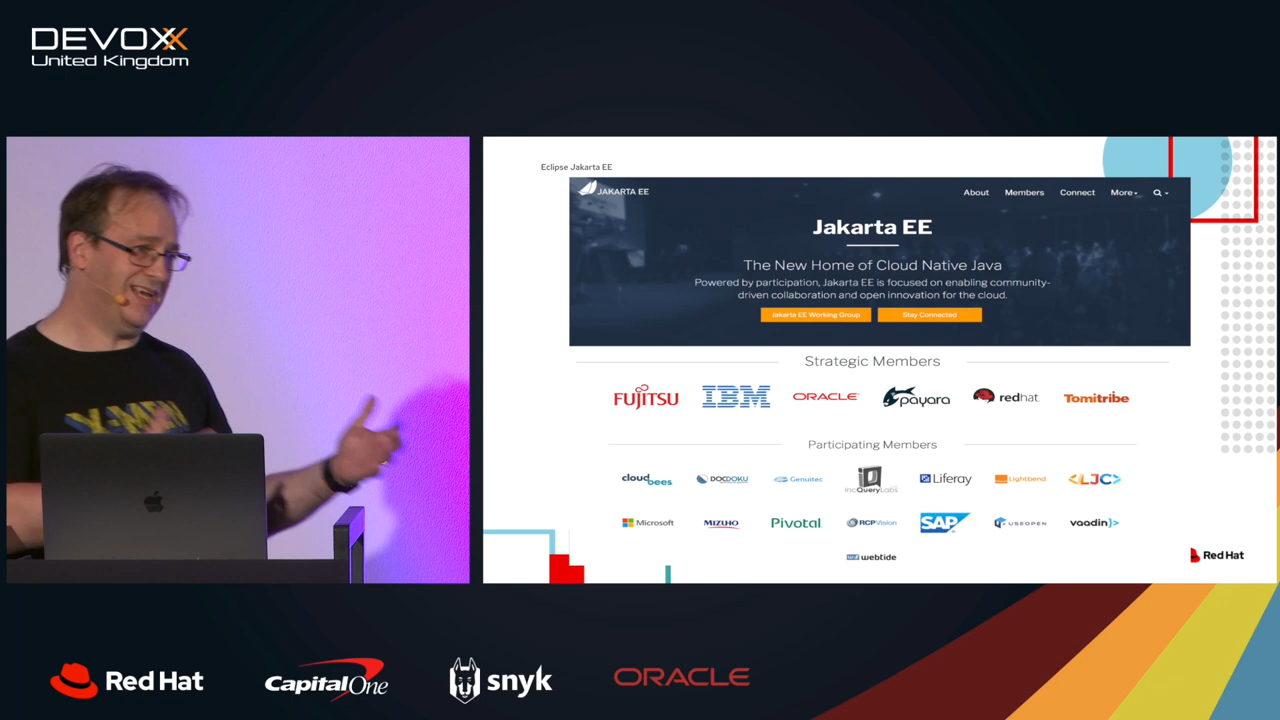 DEVOXX
United Kingdom
X-MEN
Eclipse Jakarta EE
JAKARTA EE
About Members Connect More
Jakarta EE
The New Home of Cloud Native Java
Powered by participation, Jakarta EE is focused on enabling community-
driven collaboration and open innovation for the cloud.
Jakarta EE Working Group Stay Connected
Strategic Members
FUJITSU IBM ORACLE payara redhat Tomitribe
Participating Members
cloudbees DOCDOKU Genuitec IncQueryLabs Liferay Lightbend LJC
Microsoft MIZUHO Pivotal RCPVision SAP USEOPEN vaadin}>
webtide
Red Hat
Red Hat CapitalOne snyk ORACLE